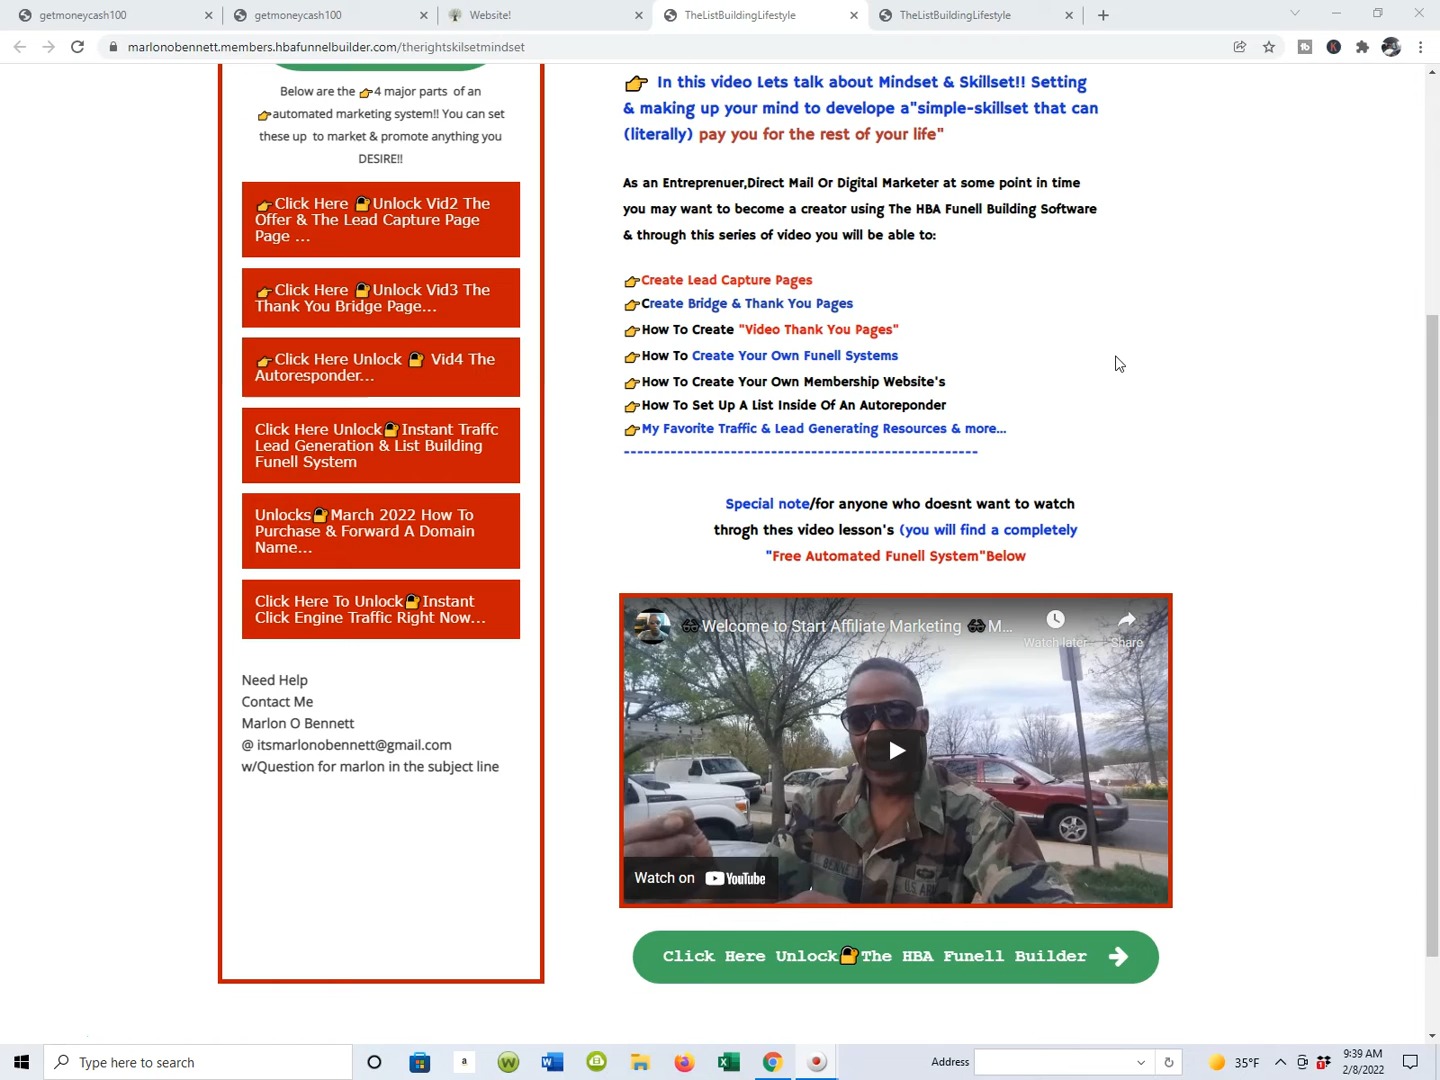 getmoneycash100
getmoneycash100
Website!
TheListBuildingLifestyle
TheListBuildingLifestyle
marlonobennett.members.hbafunnelbuilder.com/therightskilsetmindset
Below are the 👉4 major parts of an
👉automated marketing system!! You can set
these up to market & promote anything you
DESIRE!!
👉Click Here 🔐Unlock Vid2 The
Offer & The Lead Capture Page
Page ...
👉Click Here 🔐Unlock Vid3 The
Thank You Bridge Page...
👉Click Here Unlock 🔐 Vid4 The
Autoresponder...
Click Here Unlock🔐Instant Traffc
Lead Generation & List Building
Funell System
Unlocks🔐March 2022 How To
Purchase & Forward A Domain
Name...
Click Here To Unlock🔐Instant
Click Engine Traffic Right Now...
Need Help
Contact Me
Marlon O Bennett
@ itsmarlonobennett@gmail.com
w/Question for marlon in the subject line
👉 In this video Lets talk about Mindset & Skillset!! Setting
& making up your mind to develope a"simple-skillset that can
(literally) pay you for the rest of your life"
As an Entreprenuer,Direct Mail Or Digital Marketer at some point in time
you may want to become a creator using The HBA Funell Building Software
& through this series of video you will be able to:
👉Create Lead Capture Pages
👉Create Bridge & Thank You Pages
👉How To Create "Video Thank You Pages"
👉How To Create Your Own Funell Systems
👉How To Create Your Own Membership Website's
👉How To Set Up A List Inside Of An Autoreponder
👉My Favorite Traffic & Lead Generating Resources & more...
-----------------------------------------------------
Special note/for anyone who doesnt want to watch
throgh thes video lesson's (you will find a completely
"Free Automated Funell System"Below
🕵Welcome to Start Affiliate Marketing 🕵M...
Watch later
Share
BENNETT
U.S. ARMY
Watch on YouTube
Click Here Unlock🔐The HBA Funell Builder
Type here to search
Address
35°F
9:39 AM
2/8/2022